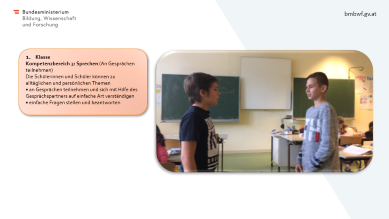 Bundesministerium
Bildung, Wissenschaft
und Forschung
bmbwf.gv.at
1. Klasse
Kompetenzbereich 3: Sprechen (An Gesprächen
teilnehmen)
Die Schülerinnen und Schüler können zu
alltäglichen und persönlichen Themen
• an Gesprächen teilnehmen und sich mit Hilfe des
Gesprächspartners auf einfache Art verständigen
• einfache Fragen stellen und beantworten